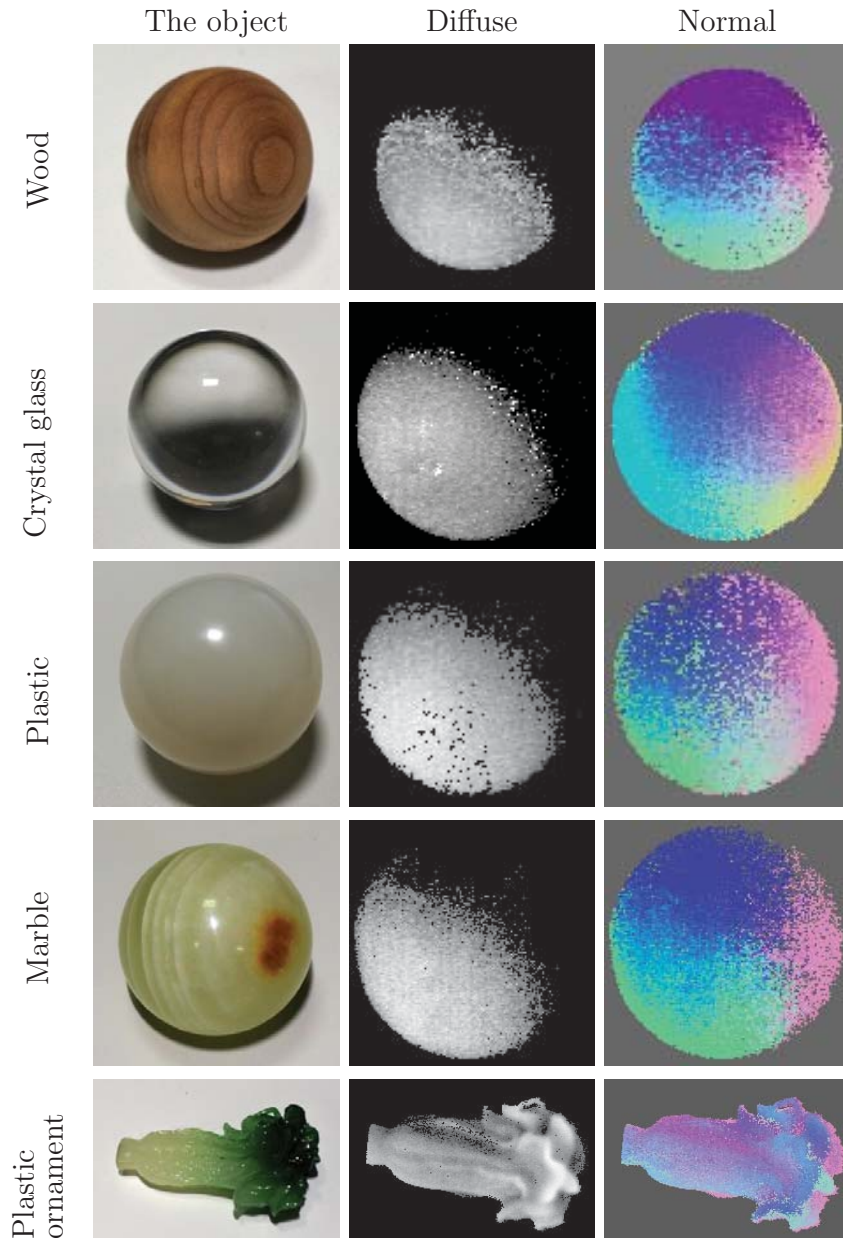 The object Diffuse Normal
Wood
Crystal glass
Plastic
Marble
Plastic
ornament